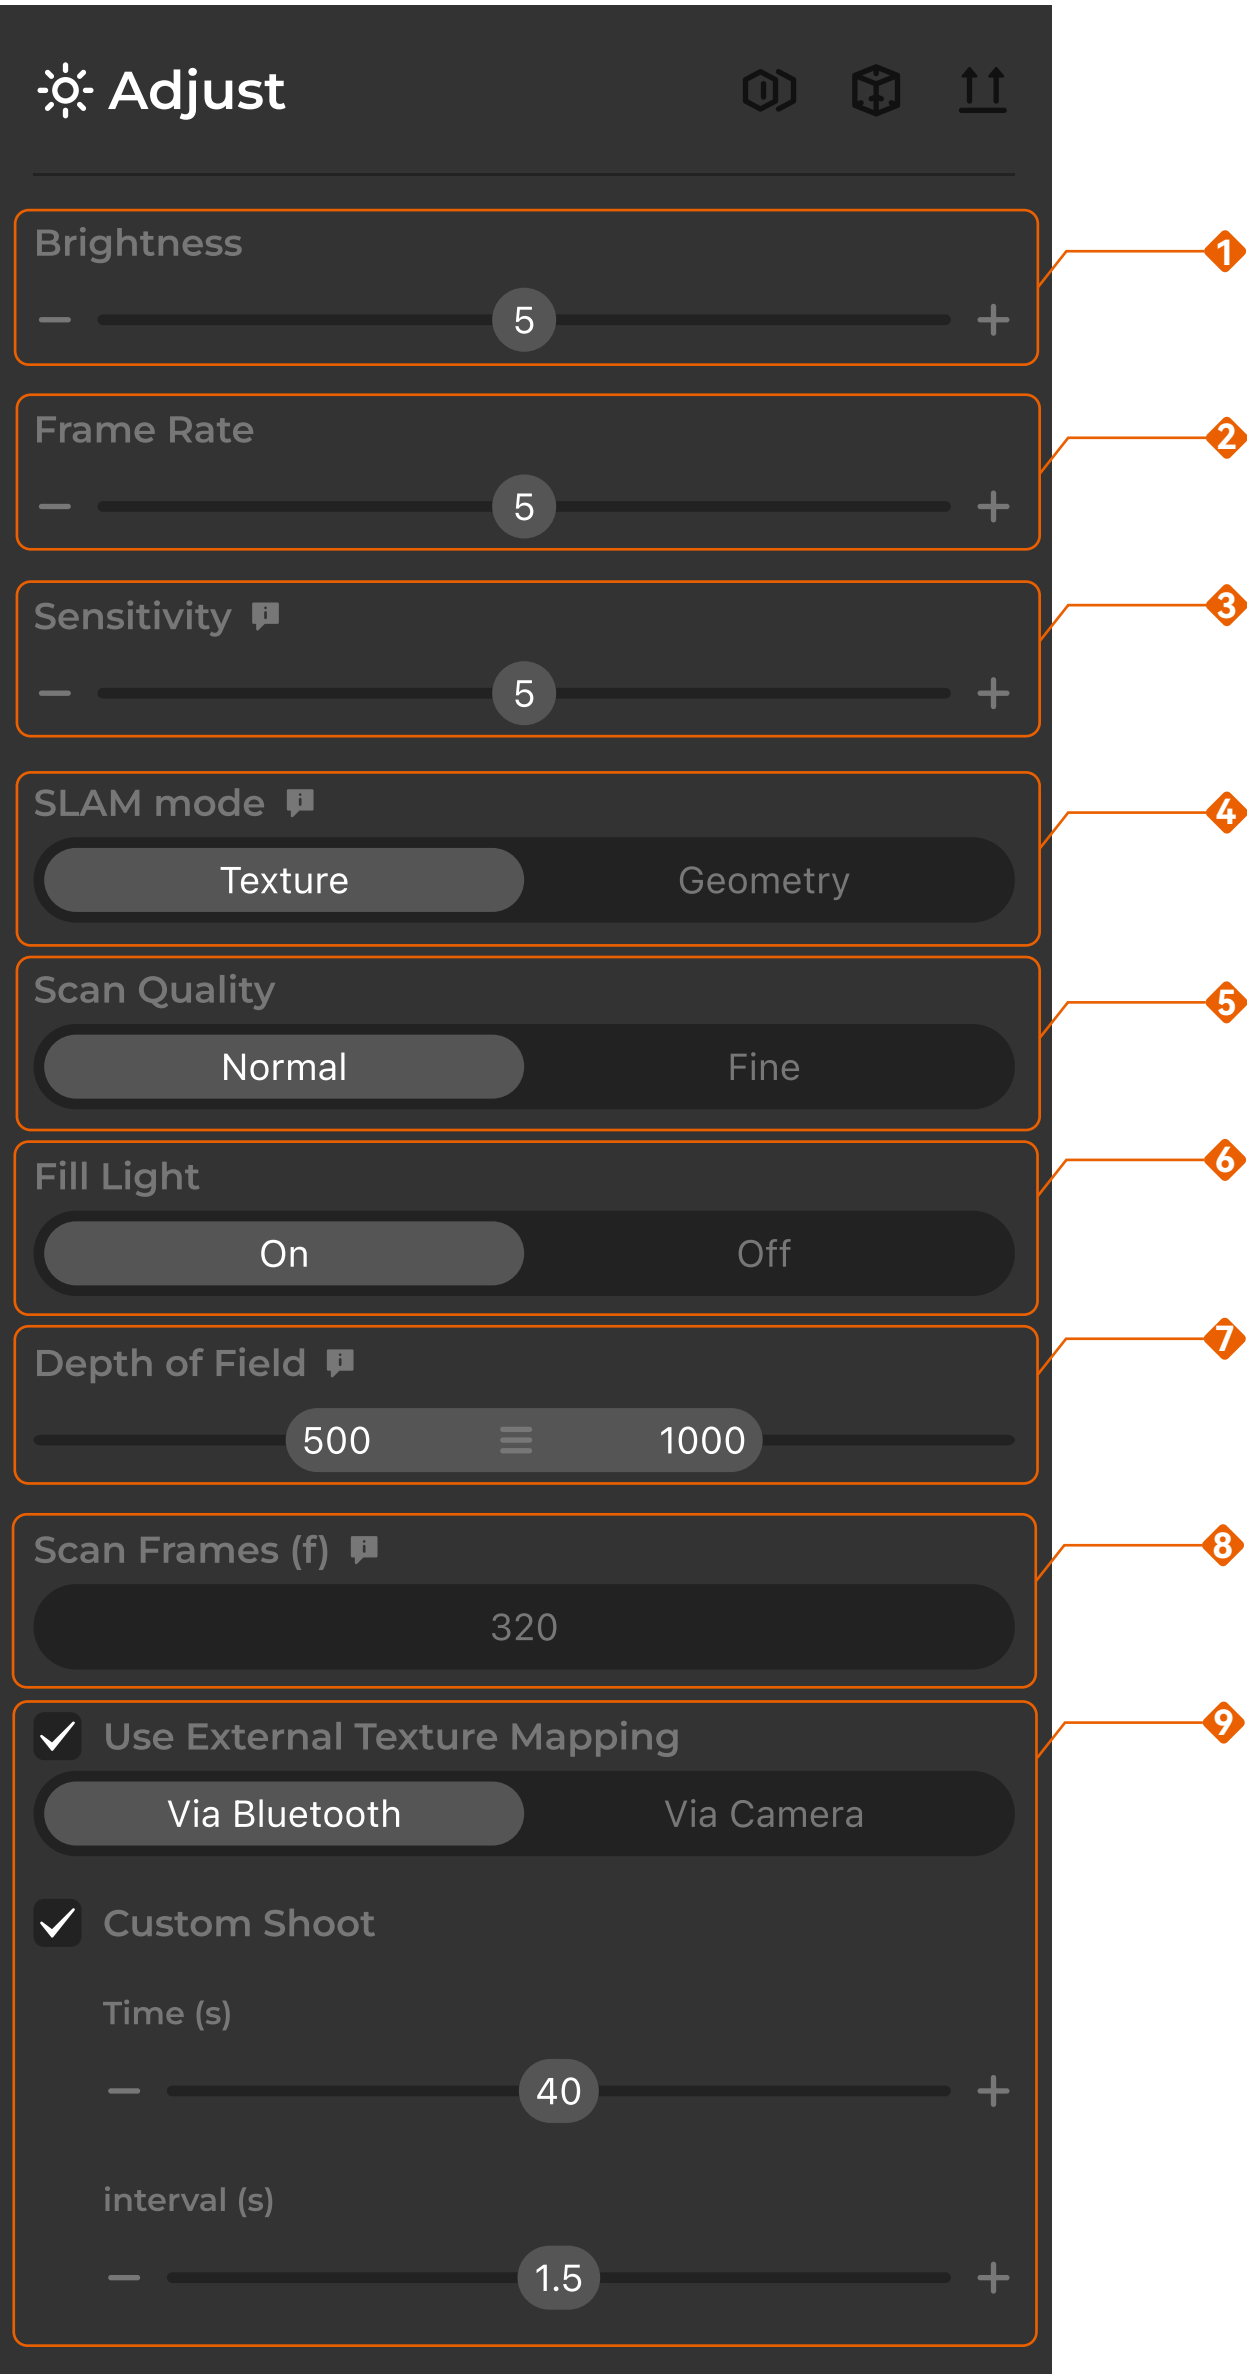 Adjust
Brightness
1
5
Frame Rate
2
5
Sensitivity
3
5
SLAM mode
4
Texture Geometry
Scan Quality
5
Normal Fine
Fill Light
6
On Off
Depth of Field
7
500 1000
Scan Frames (f)
8
320
Use External Texture Mapping
9
Via Bluetooth Via Camera
Custom Shoot
Time (s)
40
interval (s)
1.5